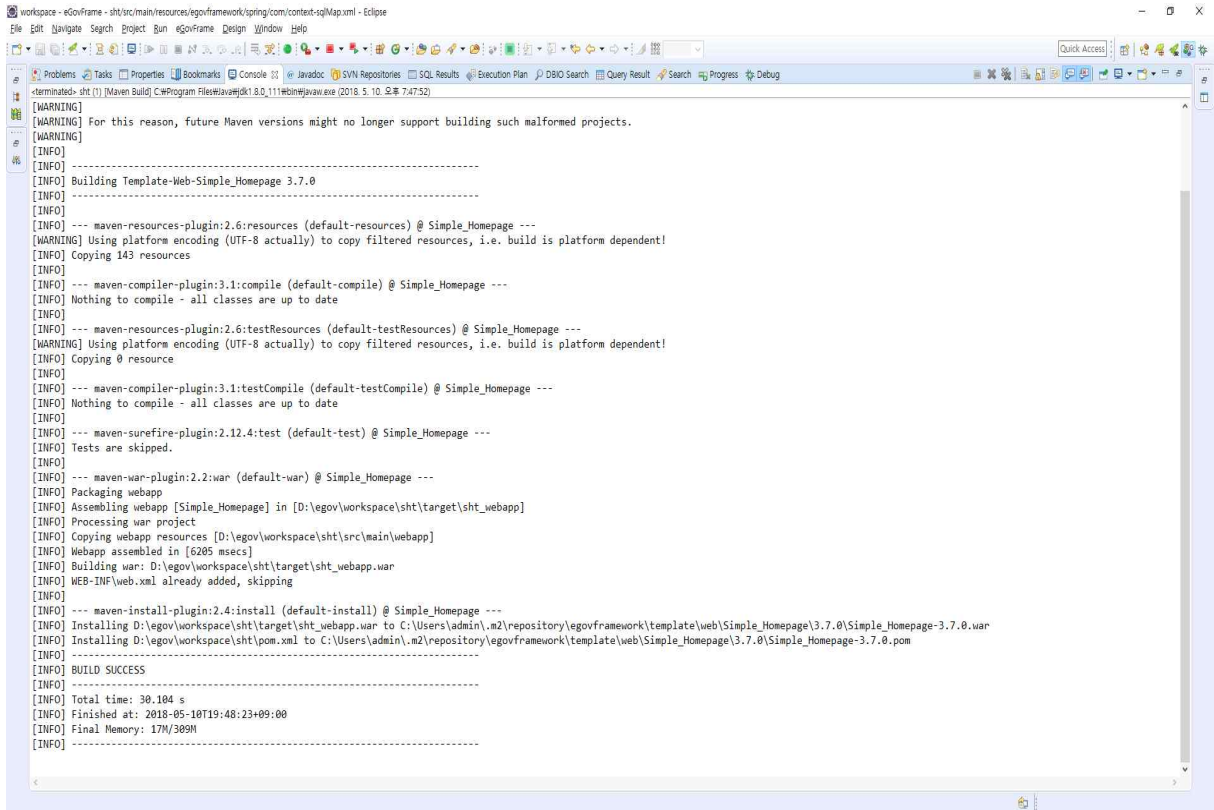 workspace - eGovFrame - sht/src/main/resources/egovframework/spring/com/context-sqlMap.xml - Eclipse
File Edit Navigate Search Project Run eGovFrame Design Window Help
Quick Access
Problems Tasks Properties Bookmarks Console Javadoc SVN Repositories SQL Results Execution Plan DBIO Search Query Result Search Progress Debug
<terminated> sht (1) [Maven Build] C:₩Program Files₩Java₩jdk1.8.0_111₩bin₩javaw.exe (2018. 5. 10. 오후 7:47:52)
[WARNING]
[WARNING] For this reason, future Maven versions might no longer support building such malformed projects.
[WARNING]
[INFO]
[INFO] ------------------------------------------------------------------------
[INFO] Building Template-Web-Simple_Homepage 3.7.0
[INFO] ------------------------------------------------------------------------
[INFO]
[INFO] --- maven-resources-plugin:2.6:resources (default-resources) @ Simple_Homepage ---
[WARNING] Using platform encoding (UTF-8 actually) to copy filtered resources, i.e. build is platform dependent!
[INFO] Copying 143 resources
[INFO]
[INFO] --- maven-compiler-plugin:3.1:compile (default-compile) @ Simple_Homepage ---
[INFO] Nothing to compile - all classes are up to date
[INFO]
[INFO] --- maven-resources-plugin:2.6:testResources (default-testResources) @ Simple_Homepage ---
[WARNING] Using platform encoding (UTF-8 actually) to copy filtered resources, i.e. build is platform dependent!
[INFO] Copying 0 resource
[INFO]
[INFO] --- maven-compiler-plugin:3.1:testCompile (default-testCompile) @ Simple_Homepage ---
[INFO] Nothing to compile - all classes are up to date
[INFO]
[INFO] --- maven-surefire-plugin:2.12.4:test (default-test) @ Simple_Homepage ---
[INFO] Tests are skipped.
[INFO]
[INFO] --- maven-war-plugin:2.2:war (default-war) @ Simple_Homepage ---
[INFO] Packaging webapp
[INFO] Assembling webapp [Simple_Homepage] in [D:\egov\workspace\sht\target\sht_webapp]
[INFO] Processing war project
[INFO] Copying webapp resources [D:\egov\workspace\sht\src\main\webapp]
[INFO] Webapp assembled in [6205 msecs]
[INFO] Building war: D:\egov\workspace\sht\target\sht_webapp.war
[INFO] WEB-INF\web.xml already added, skipping
[INFO]
[INFO] --- maven-install-plugin:2.4:install (default-install) @ Simple_Homepage ---
[INFO] Installing D:\egov\workspace\sht\target\sht_webapp.war to C:\Users\admin\.m2\repository\egovframework\template\web\Simple_Homepage\3.7.0\Simple_Homepage-3.7.0.war
[INFO] Installing D:\egov\workspace\sht\pom.xml to C:\Users\admin\.m2\repository\egovframework\template\web\Simple_Homepage\3.7.0\Simple_Homepage-3.7.0.pom
[INFO] ------------------------------------------------------------------------
[INFO] BUILD SUCCESS
[INFO] ------------------------------------------------------------------------
[INFO] Total time: 30.104 s
[INFO] Finished at: 2018-05-10T19:48:23+09:00
[INFO] Final Memory: 17M/309M
[INFO] ------------------------------------------------------------------------